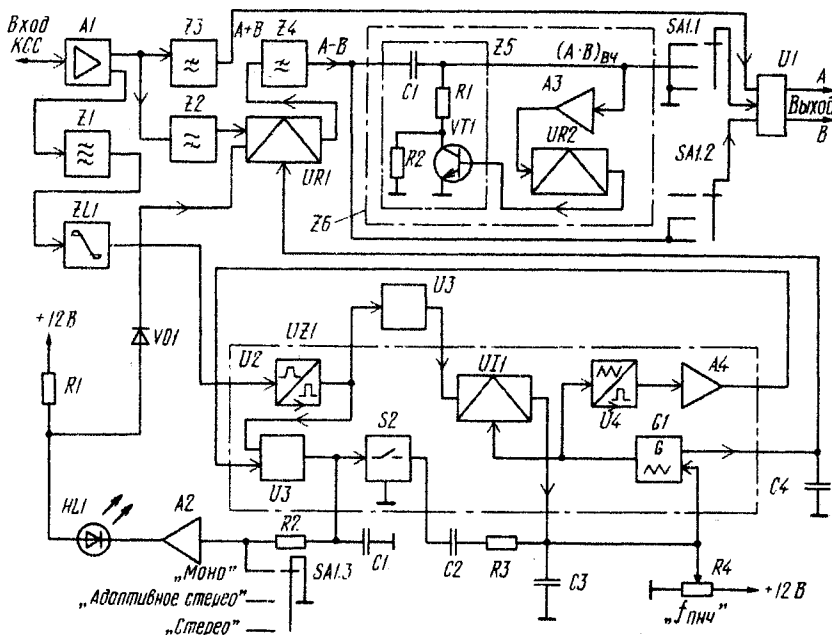 Вход
КСС
A1
Z3
A+B
Z4
A-B
Z5
(A·B)вч
SA1.1
U1
A
Выход
B
Z1
Z2
UR1
C1
R1
VT1
R2
A3
UR2
SA1.2
Z6
ZL1
+12 В
VD1
R1
U3
U2
UZ1
UI1
U4
A4
S2
G1
G
U3
C4
HL1
A2
R2
C1
C2
R3
C3
R4
+12 В
„fпнч"
„Моно"
SA1.3
„Адаптивное стерео"
„Стерео"